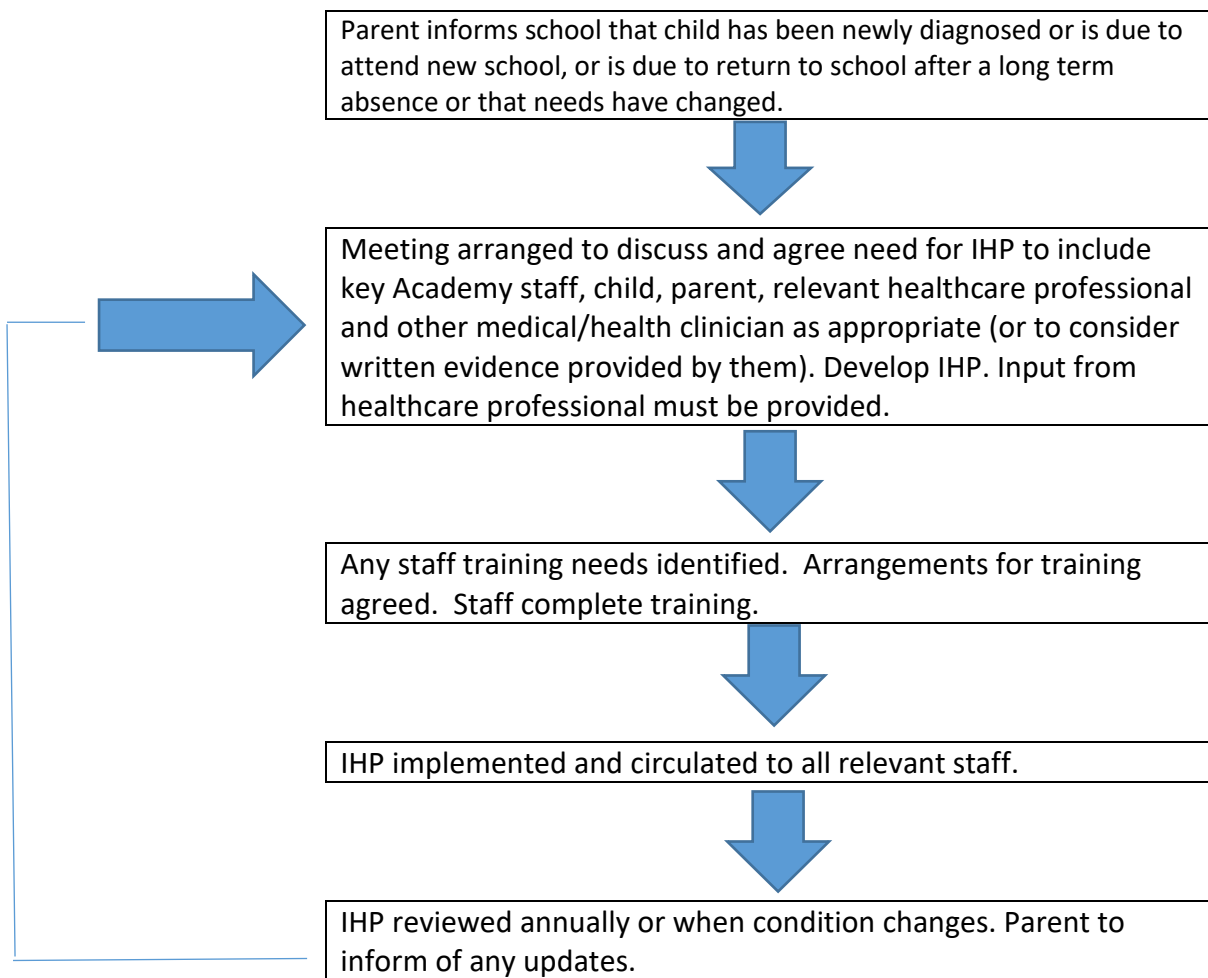 Parent informs school that child has been newly diagnosed or is due to
attend new school, or is due to return to school after a long term
absence or that needs have changed.
Meeting arranged to discuss and agree need for IHP to include
key Academy staff, child, parent, relevant healthcare professional
and other medical/health clinician as appropriate (or to consider
written evidence provided by them). Develop IHP. Input from
healthcare professional must be provided.
Any staff training needs identified.  Arrangements for training
agreed.  Staff complete training.
IHP implemented and circulated to all relevant staff.
IHP reviewed annually or when condition changes. Parent to
inform of any updates.